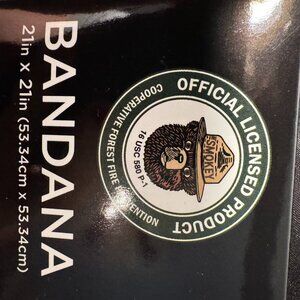 BANDANA
21in x 21in (53.34cm x 53.34cm)
OFFICIAL LICENSED PRODUCT
COOPERATIVE FOREST FIRE PREVENTION
SMOKEY
16 USC 580 P-1